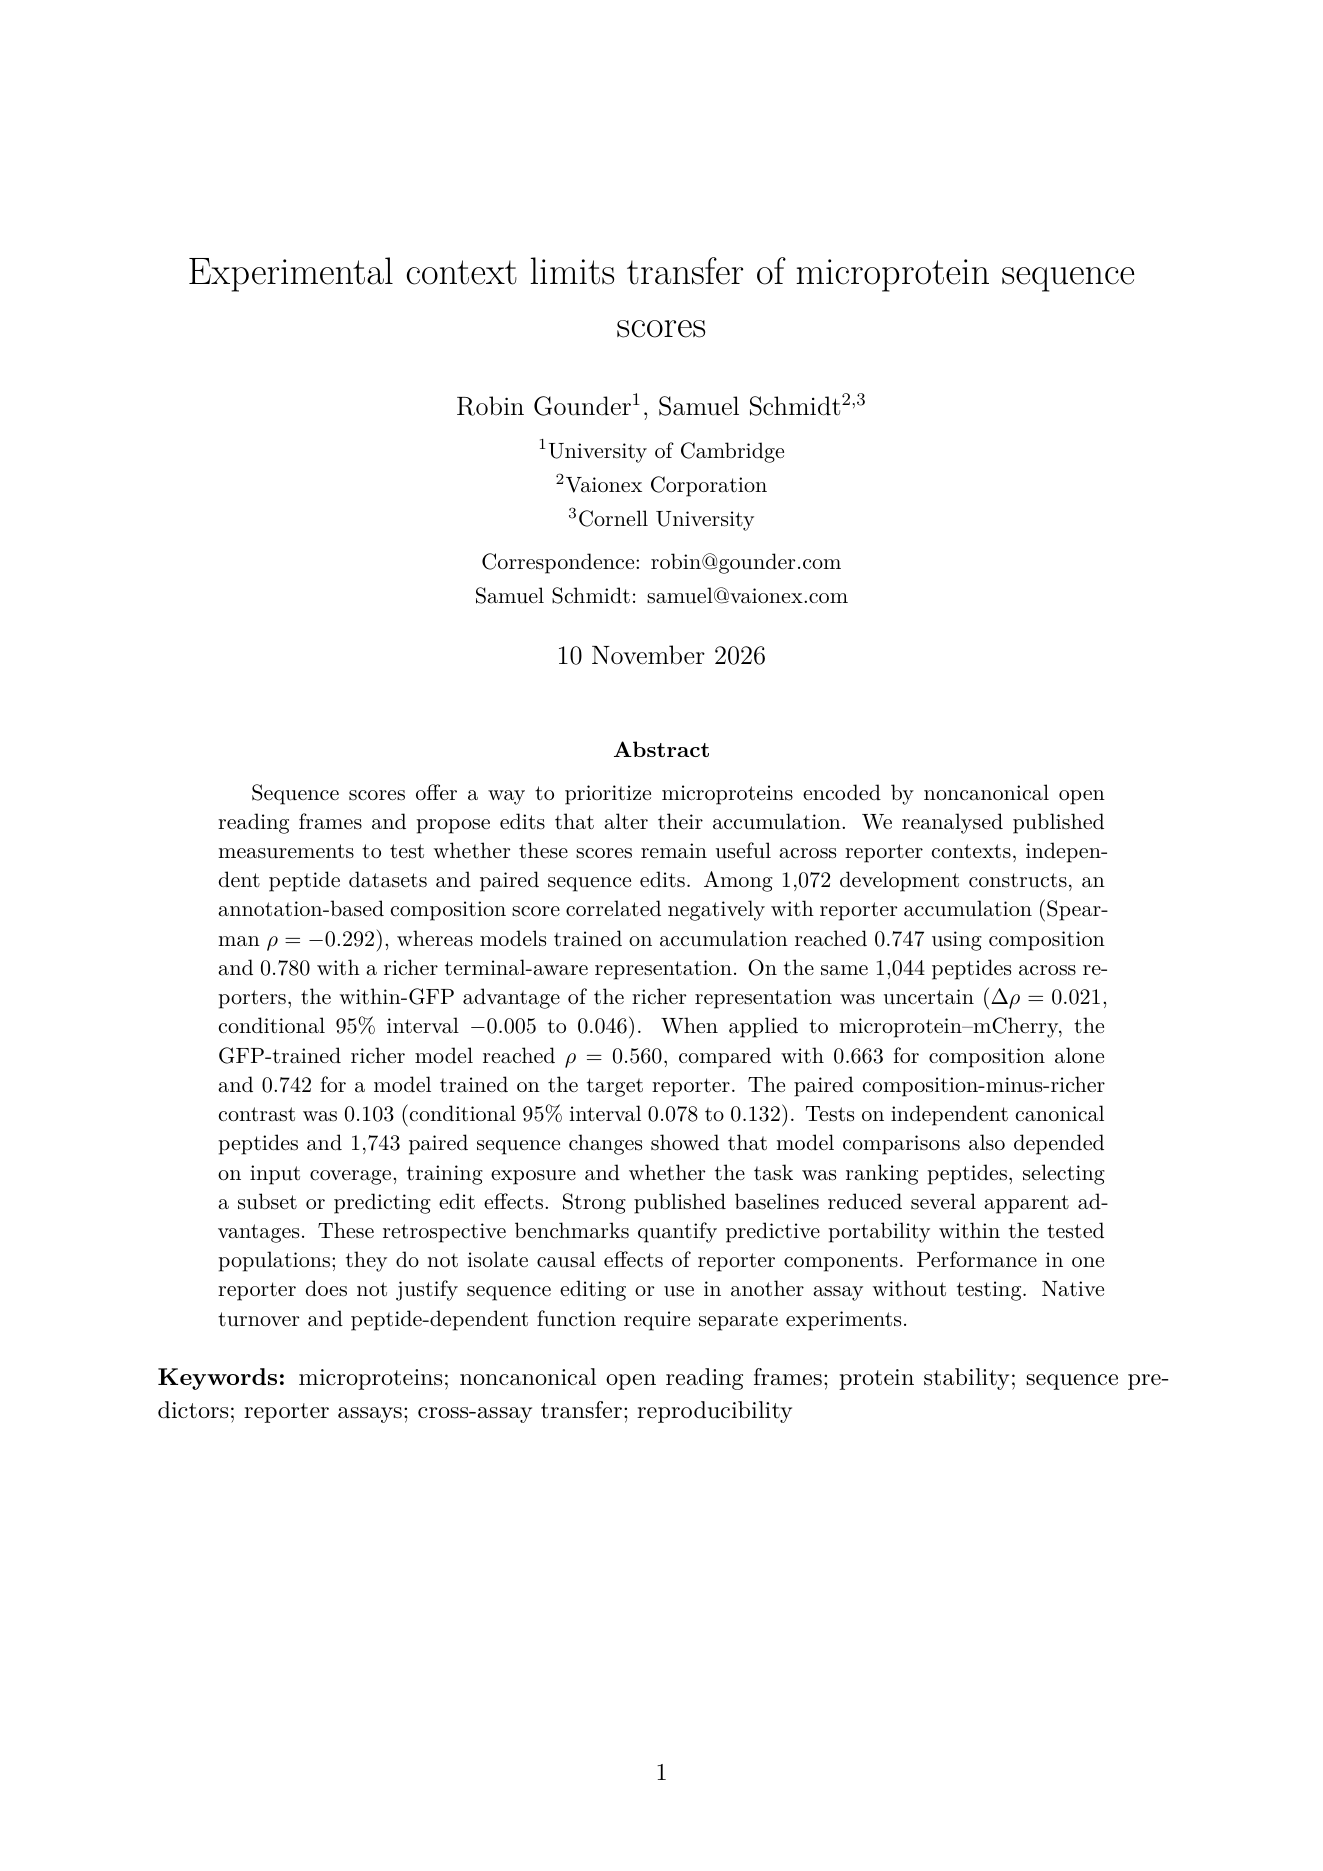 Experimental context limits transfer of microprotein sequence
scores
Robin Gounder¹, Samuel Schmidt²,³
¹University of Cambridge
²Vaionex Corporation
³Cornell University
Correspondence: robin@gounder.com
Samuel Schmidt: samuel@vaionex.com
10 November 2026
Abstract
Sequence scores offer a way to prioritize microproteins encoded by noncanonical open
reading frames and propose edits that alter their accumulation. We reanalysed published
measurements to test whether these scores remain useful across reporter contexts, indepen-
dent peptide datasets and paired sequence edits. Among 1,072 development constructs, an
annotation-based composition score correlated negatively with reporter accumulation (Spear-
man ρ = −0.292), whereas models trained on accumulation reached 0.747 using composition
and 0.780 with a richer terminal-aware representation. On the same 1,044 peptides across re-
porters, the within-GFP advantage of the richer representation was uncertain (Δρ = 0.021,
conditional 95% interval −0.005 to 0.046). When applied to microprotein–mCherry, the
GFP-trained richer model reached ρ = 0.560, compared with 0.663 for composition alone
and 0.742 for a model trained on the target reporter. The paired composition-minus-richer
contrast was 0.103 (conditional 95% interval 0.078 to 0.132). Tests on independent canonical
peptides and 1,743 paired sequence changes showed that model comparisons also depended
on input coverage, training exposure and whether the task was ranking peptides, selecting
a subset or predicting edit effects. Strong published baselines reduced several apparent ad-
vantages. These retrospective benchmarks quantify predictive portability within the tested
populations; they do not isolate causal effects of reporter components. Performance in one
reporter does not justify sequence editing or use in another assay without testing. Native
turnover and peptide-dependent function require separate experiments.
Keywords: microproteins; noncanonical open reading frames; protein stability; sequence pre-
dictors; reporter assays; cross-assay transfer; reproducibility
1